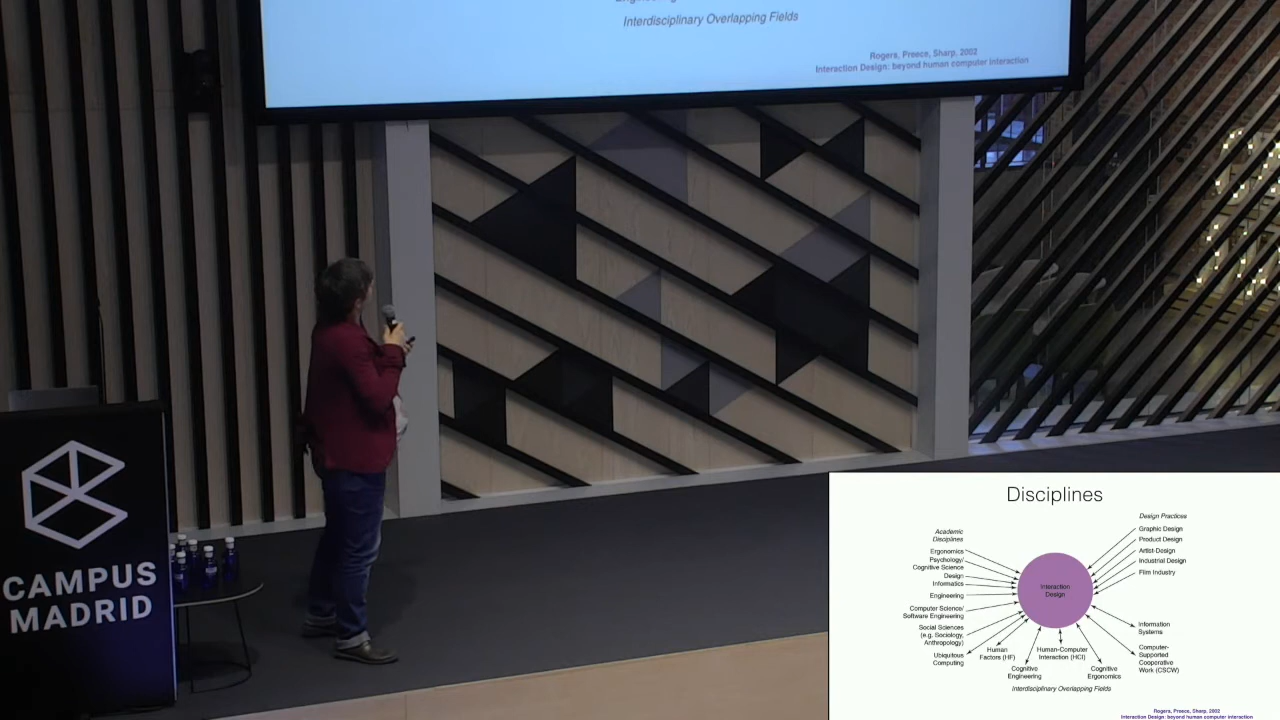 Interdisciplinary Overlapping Fields
Rogers, Preece, Sharp, 2002
Interaction Design: beyond human computer interaction
CAMPUS
MADRID
Disciplines
Academic
Disciplines
Ergonomics
Psychology/
Cognitive Science
Design
Informatics
Engineering
Computer Science/
Software Engineering
Social Sciences
(e.g. Sociology,
Anthropology)
Ubiquitous
Computing
Design Practices
Graphic Design
Product Design
Artist-Design
Industrial Design
Film Industry
Interaction
Design
Information
Systems
Computer-
Supported
Cooperative
Work (CSCW)
Human
Factors (HF)
Human-Computer
Interaction (HCI)
Cognitive
Engineering
Cognitive
Ergonomics
Interdisciplinary Overlapping Fields
Rogers, Preece, Sharp, 2002
Interaction Design: beyond human computer interaction